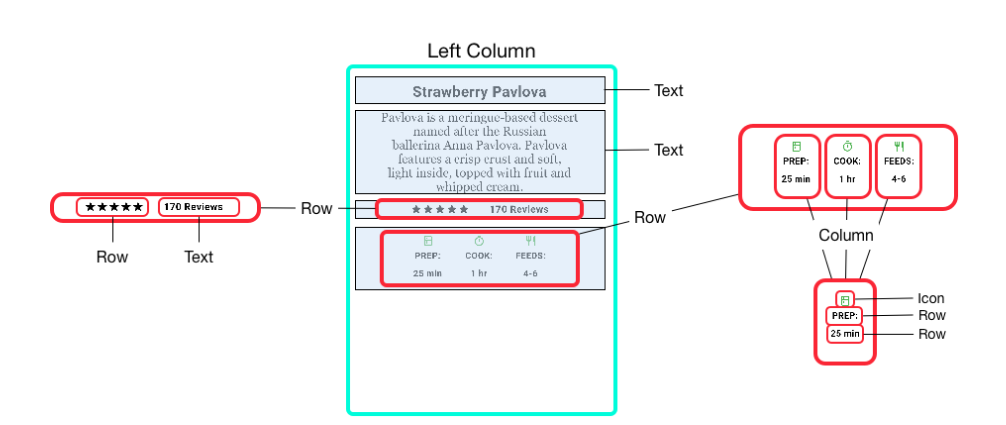 Left Column
Strawberry Pavlova
Text
Pavlova is a meringue-based dessert
named after the Russian
ballerina Anna Pavlova. Pavlova
features a crisp crust and soft,
light inside, topped with fruit and
whipped cream.
Text
★★★★★ 170 Reviews
Row
Text
Row
★★★★★ 170 Reviews
PREP: COOK: FEEDS:
25 min 1 hr 4-6
Row
PREP: COOK: FEEDS:
25 min 1 hr 4-6
Column
PREP:
25 min
Icon
Row
Row